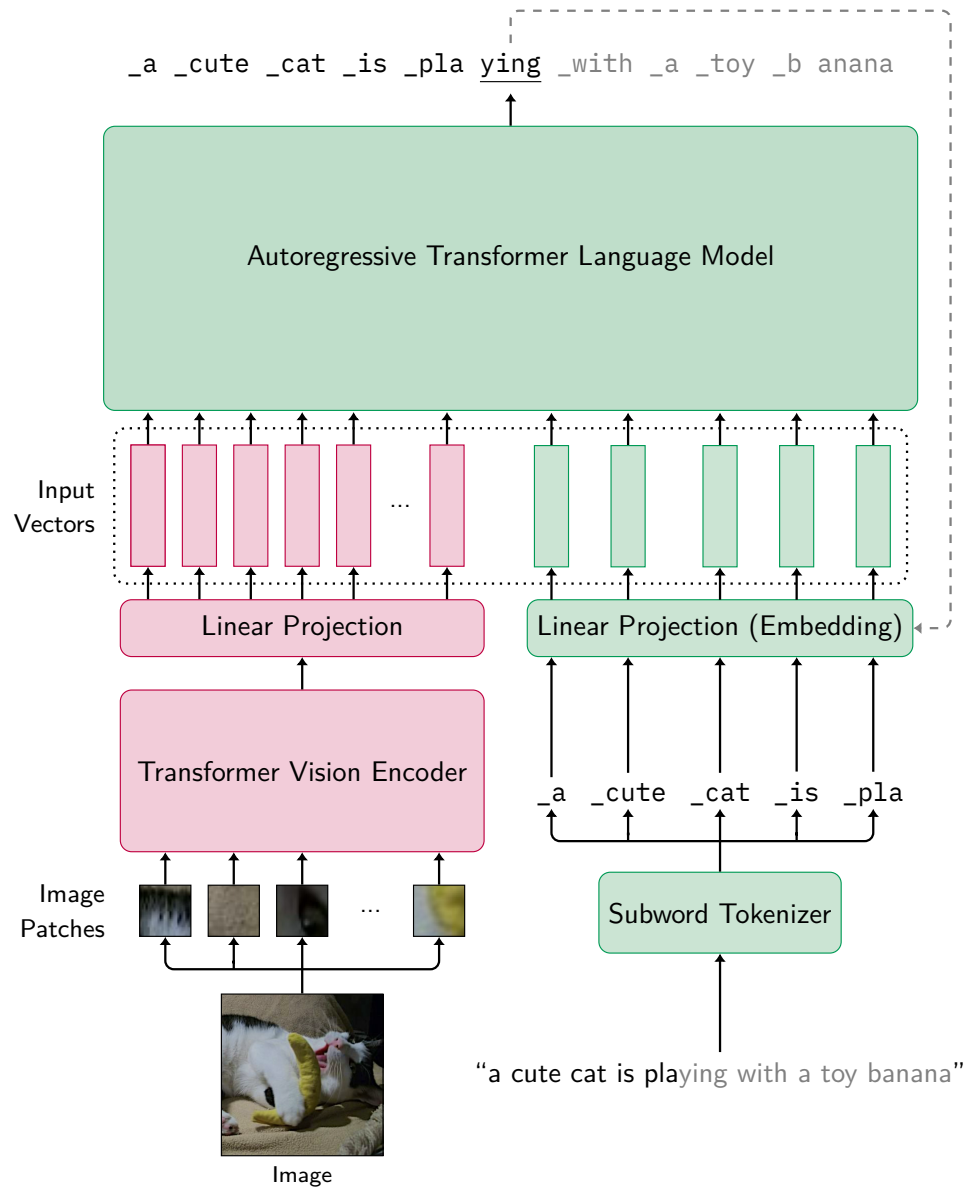 _a _cute _cat _is _pla ying _with _a _toy _b anana
Autoregressive Transformer Language Model
Input
Vectors
...
Linear Projection
Linear Projection (Embedding)
Transformer Vision Encoder
_a _cute _cat _is _pla
Image
Patches
...
Subword Tokenizer
“a cute cat is playing with a toy banana”
Image